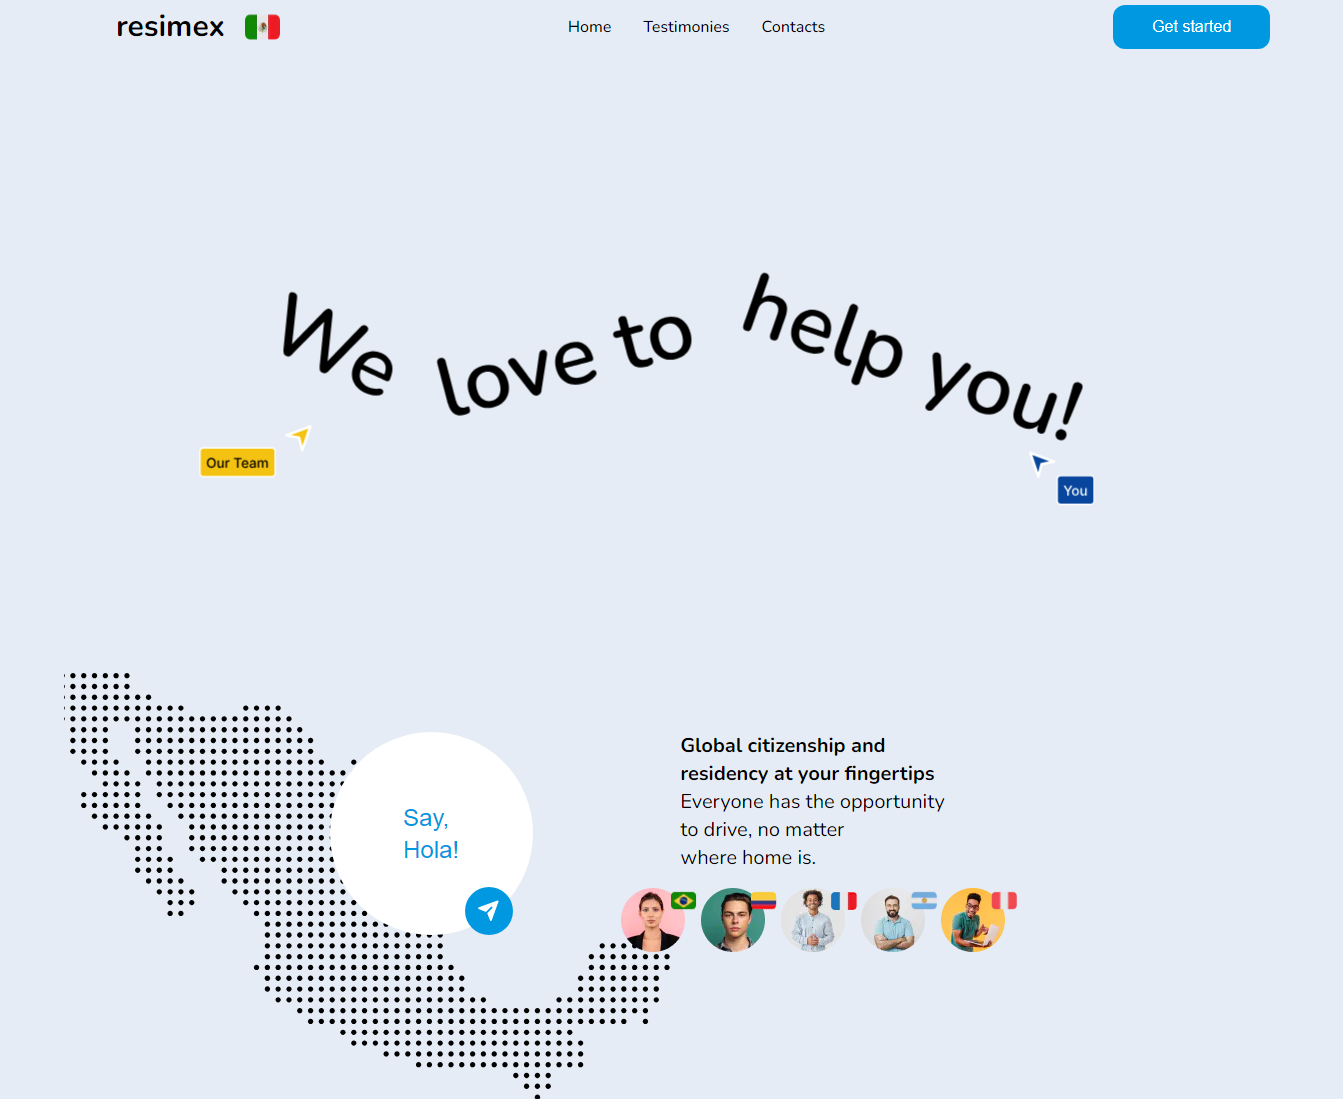 resimex
Home Testimonies Contacts
Get started
We love to help you!
Our Team
You
Say,
Hola!
Global citizenship and
residency at your fingertips
Everyone has the opportunity
to drive, no matter
where home is.